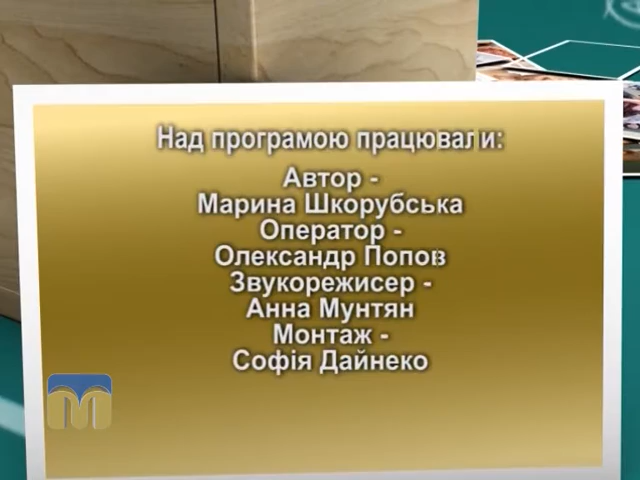 Над програмою працювали:
Автор -
Марина Шкорубська
Оператор -
Олександр Попов
Звукорежисер -
Анна Мунтян
Монтаж -
Софія Дайнеко
М